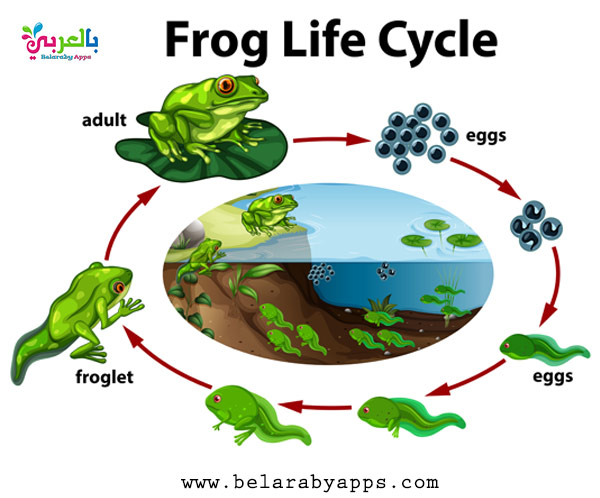 Frog Life Cycle
بالعربي
Belaraby Apps
adult
eggs
eggs
froglet
www.belarabyapps.com